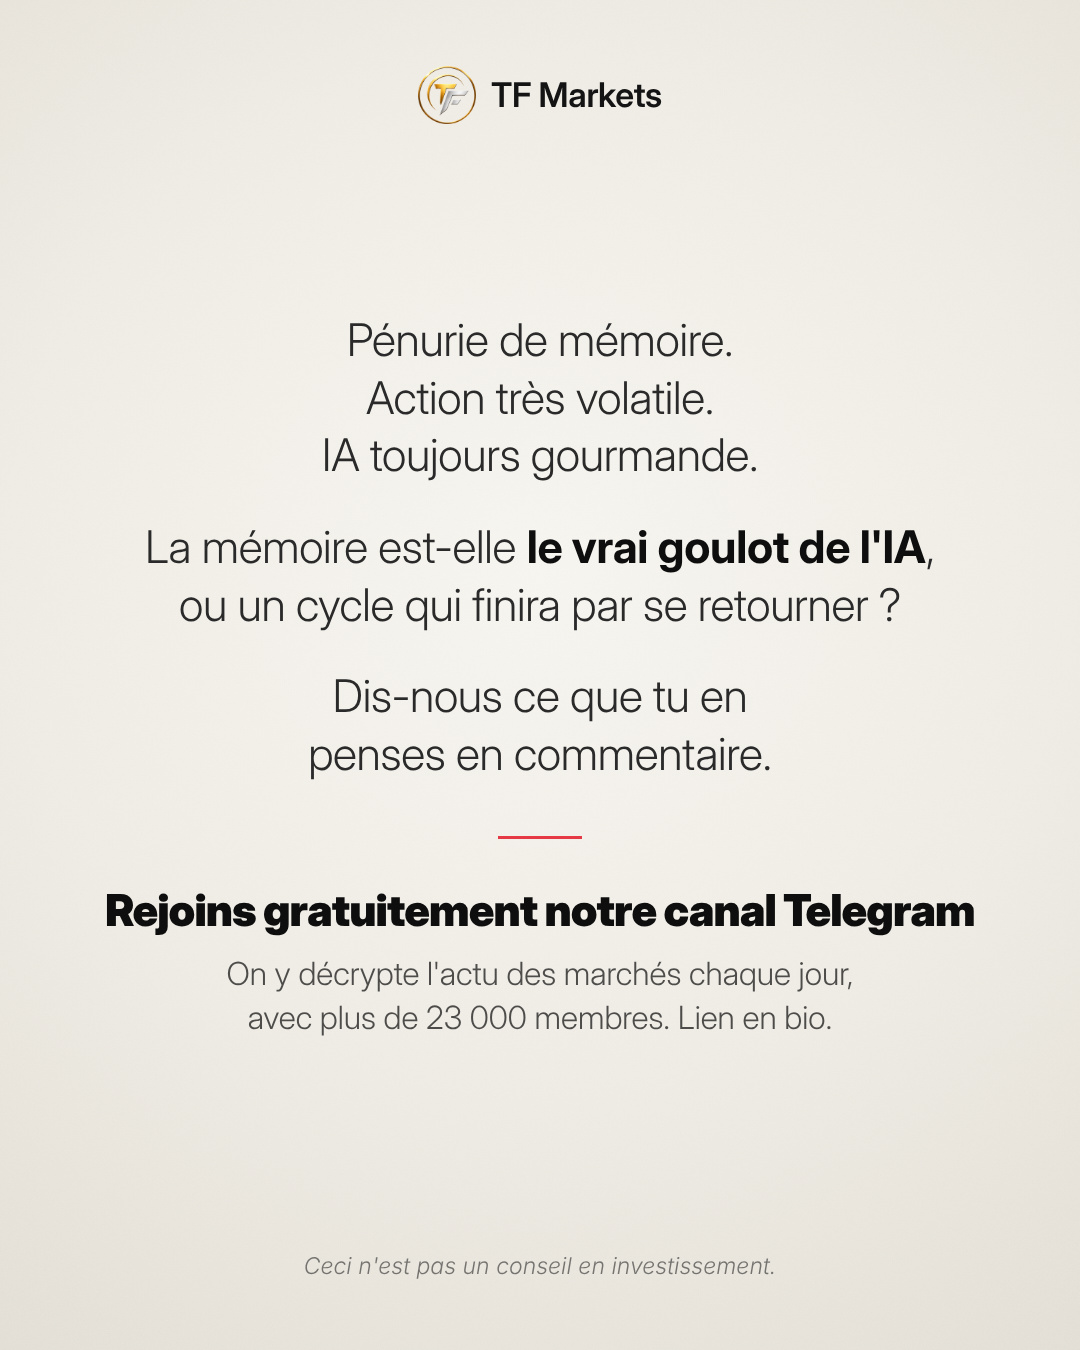 TF Markets
Pénurie de mémoire.
Action très volatile.
IA toujours gourmande.
La mémoire est-elle le vrai goulot de l'IA,
ou un cycle qui finira par se retourner ?
Dis-nous ce que tu en
penses en commentaire.
Rejoins gratuitement notre canal Telegram
On y décrypte l'actu des marchés chaque jour,
avec plus de 23 000 membres. Lien en bio.
Ceci n'est pas un conseil en investissement.